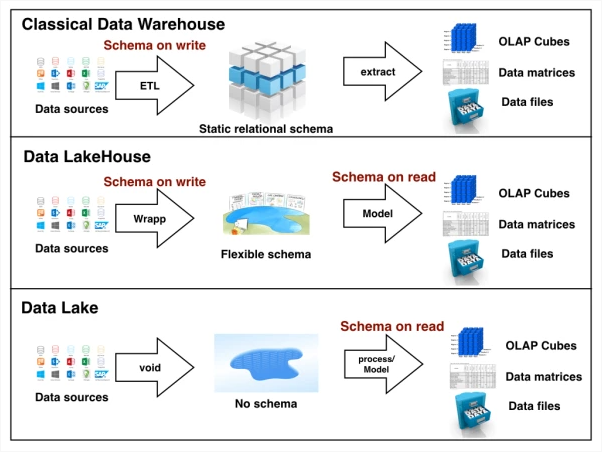 Classical Data Warehouse
Schema on write
ETL
extract
Data sources
Static relational schema
OLAP Cubes
Data matrices
Data files
Data LakeHouse
Schema on write
Schema on read
Wrapp
Model
Data sources
Flexible schema
OLAP Cubes
Data matrices
Data files
Data Lake
Schema on read
void
process/
Model
Data sources
No schema
OLAP Cubes
Data matrices
Data files